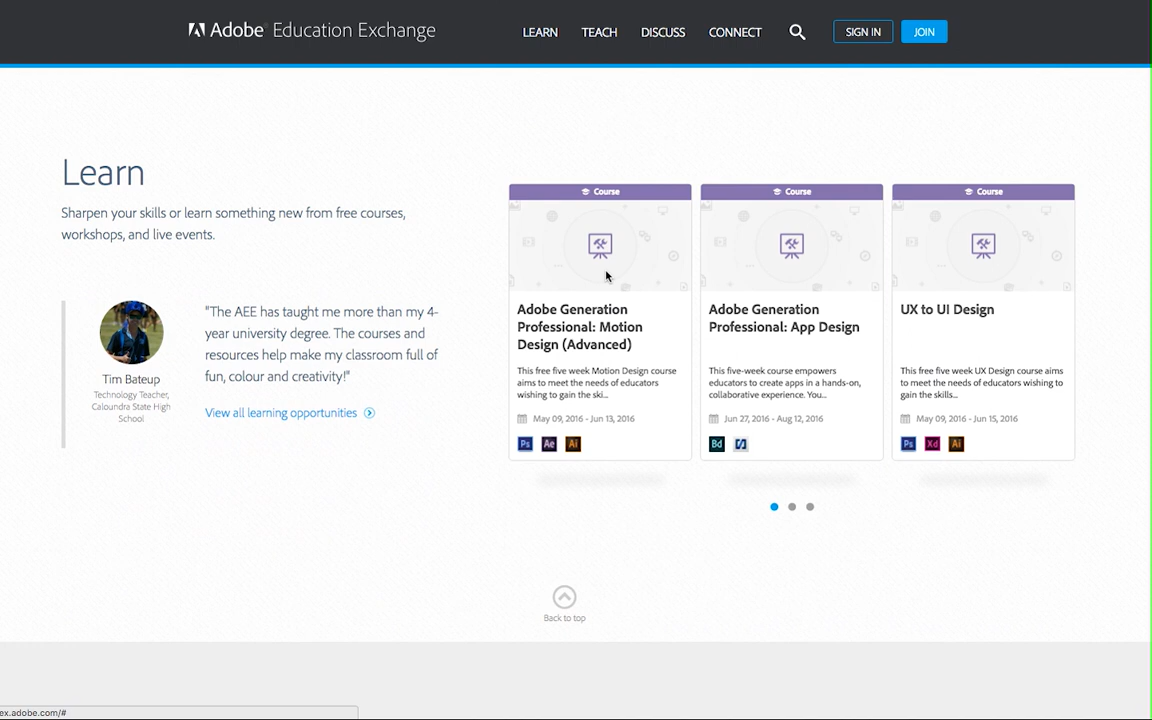 Adobe Education Exchange
LEARN TEACH DISCUSS CONNECT SIGN IN JOIN
Learn
Sharpen your skills or learn something new from free courses,
workshops, and live events.
Tim Bateup
Technology Teacher,
Caloundra State High
School
"The AEE has taught me more than my 4-
year university degree. The courses and
resources help make my classroom full of
fun, colour and creativity!"
View all learning opportunities
Course
Adobe Generation
Professional: Motion
Design (Advanced)
This free five week Motion Design course
aims to meet the needs of educators
wishing to gain the ski...
May 09, 2016 - Jun 13, 2016
Ps Ae Ai
Course
Adobe Generation
Professional: App Design
This five-week course empowers
educators to create apps in a hands-on,
collaborative experience. You...
Jun 27, 2016 - Aug 12, 2016
Bd
Course
UX to UI Design
This free five week UX Design course
aims to meet the needs of educators wishing to
gain the skills...
May 09, 2016 - Jun 15, 2016
Ps Xd Ai
Back to top
ex.adobe.com/#